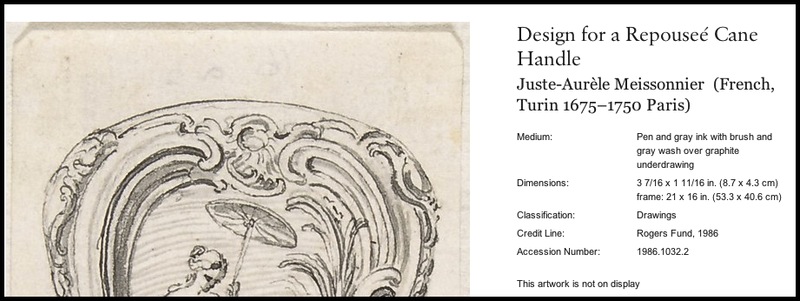 Design for a Repouseé Cane
Handle
Juste-Aurèle Meissonnier (French,
Turin 1675–1750 Paris)
Medium: Pen and gray ink with brush and
gray wash over graphite
underdrawing
Dimensions: 3 7/16 x 1 11/16 in. (8.7 x 4.3 cm)
frame: 21 x 16 in. (53.3 x 40.6 cm)
Classification: Drawings
Credit Line: Rogers Fund, 1986
Accession Number: 1986.1032.2
This artwork is not on display